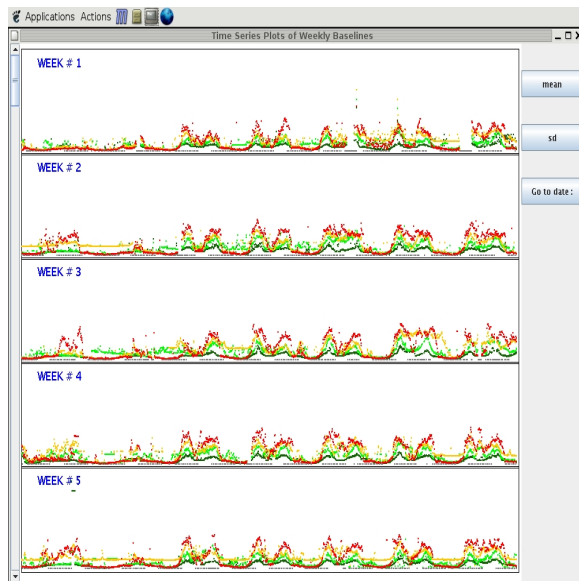 Applications Actions
Time Series Plots of Weekly Baselines
WEEK # 1
mean
sd
WEEK # 2
Go to date :
WEEK # 3
WEEK # 4
WEEK # 5